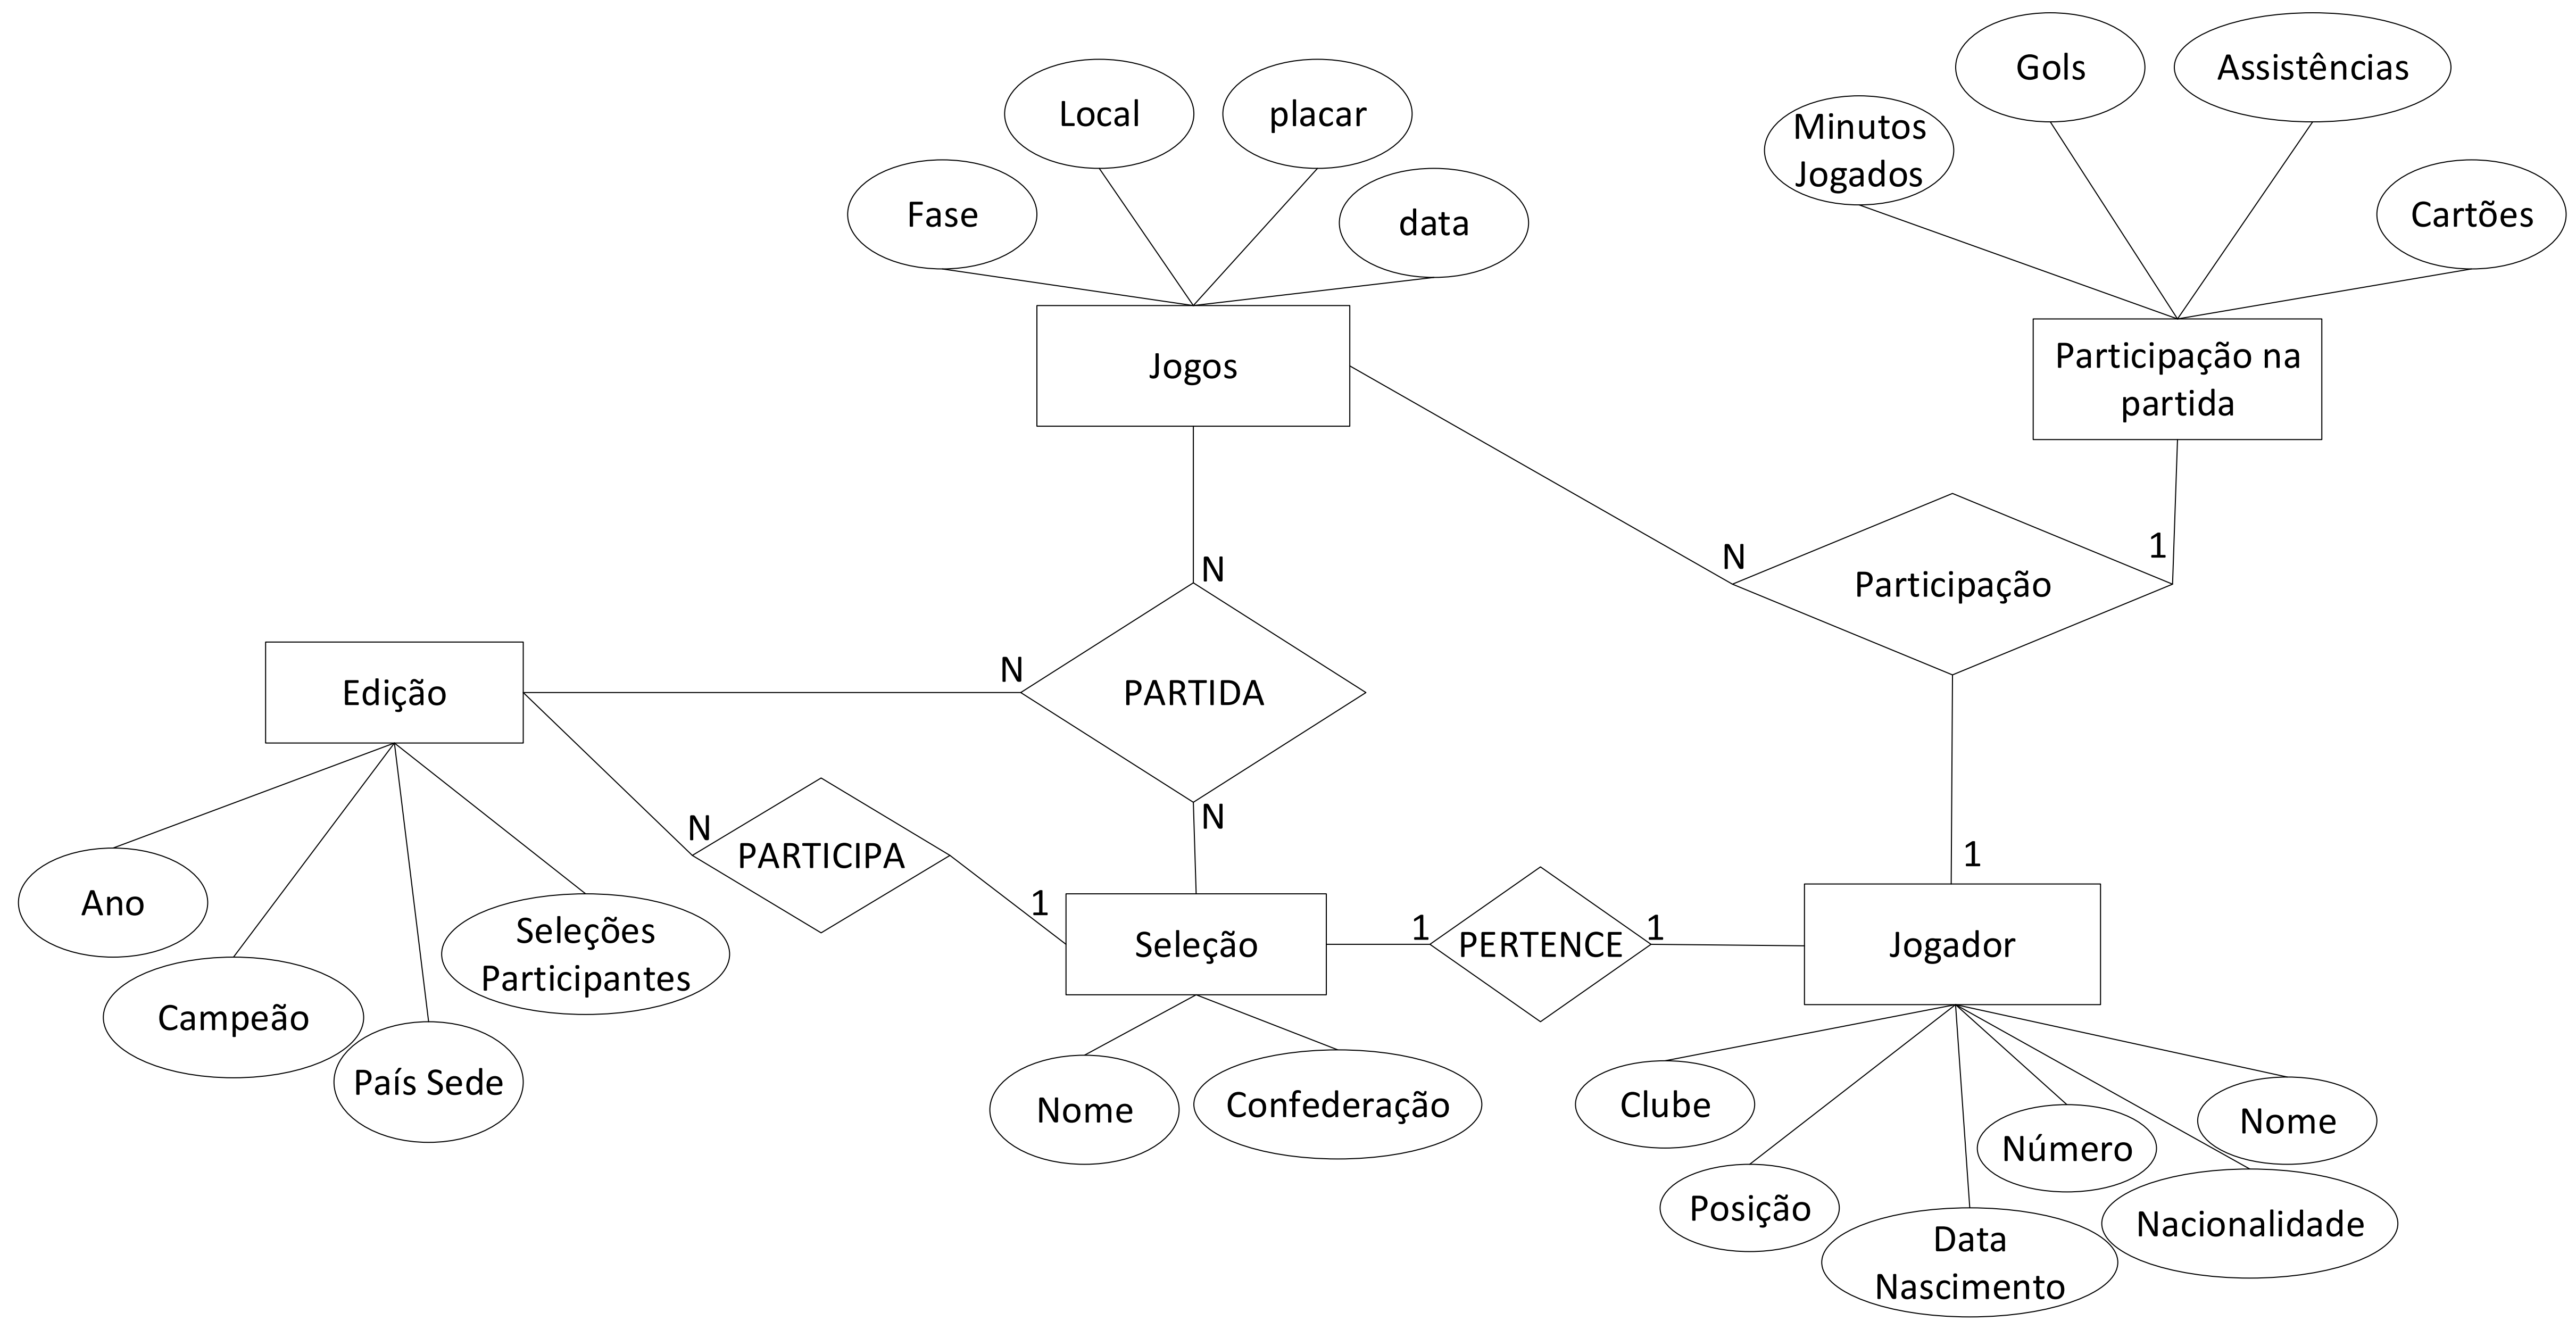 Gols
Assistências
Local
placar
Minutos
Jogados
Fase
data
Cartões
Jogos
Participação na
partida
N
N
1
Participação
N
Edição
PARTIDA
N
N
PARTICIPA
1
1
Ano
Seleções
Participantes
1
PERTENCE
1
Seleção
Jogador
Campeão
País Sede
Nome
Confederação
Clube
Número
Nome
Posição
Data
Nascimento
Nacionalidade